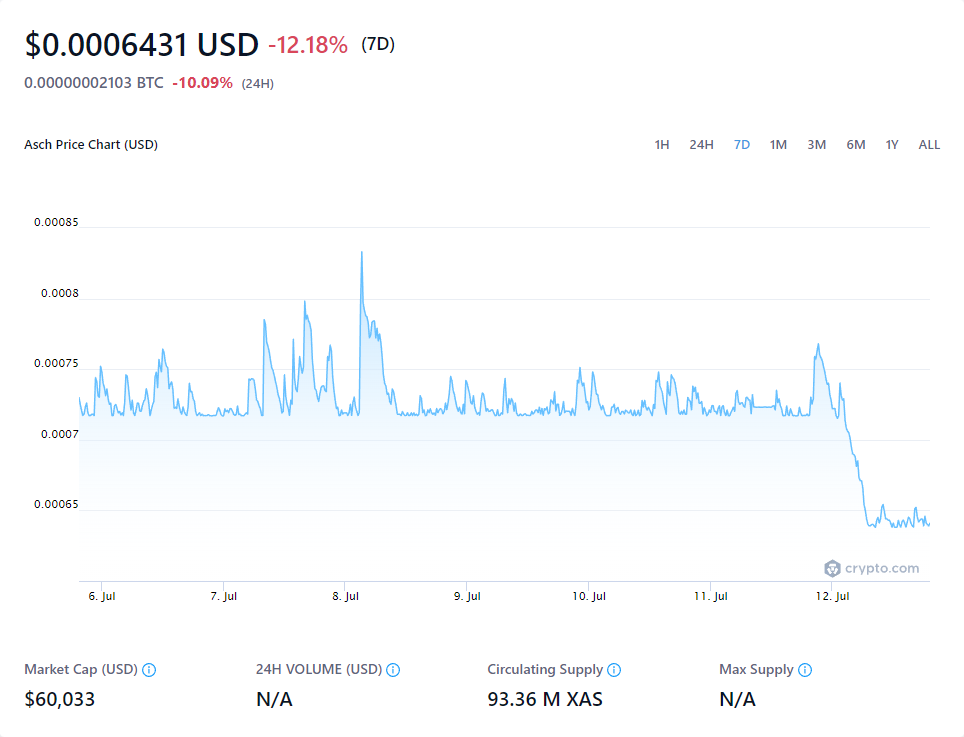 $0.0006431 USD -12.18% (7D)
0.00000002103 BTC -10.09% (24H)
Asch Price Chart (USD) 1H 24H 7D 1M 3M 6M 1Y ALL
0.00085
0.0008
0.00075
0.0007
0.00065
crypto.com
6. Jul 7. Jul 8. Jul 9. Jul 10. Jul 11. Jul 12. Jul
Market Cap (USD) 24H VOLUME (USD) Circulating Supply Max Supply
$60,033 N/A 93.36 M XAS N/A